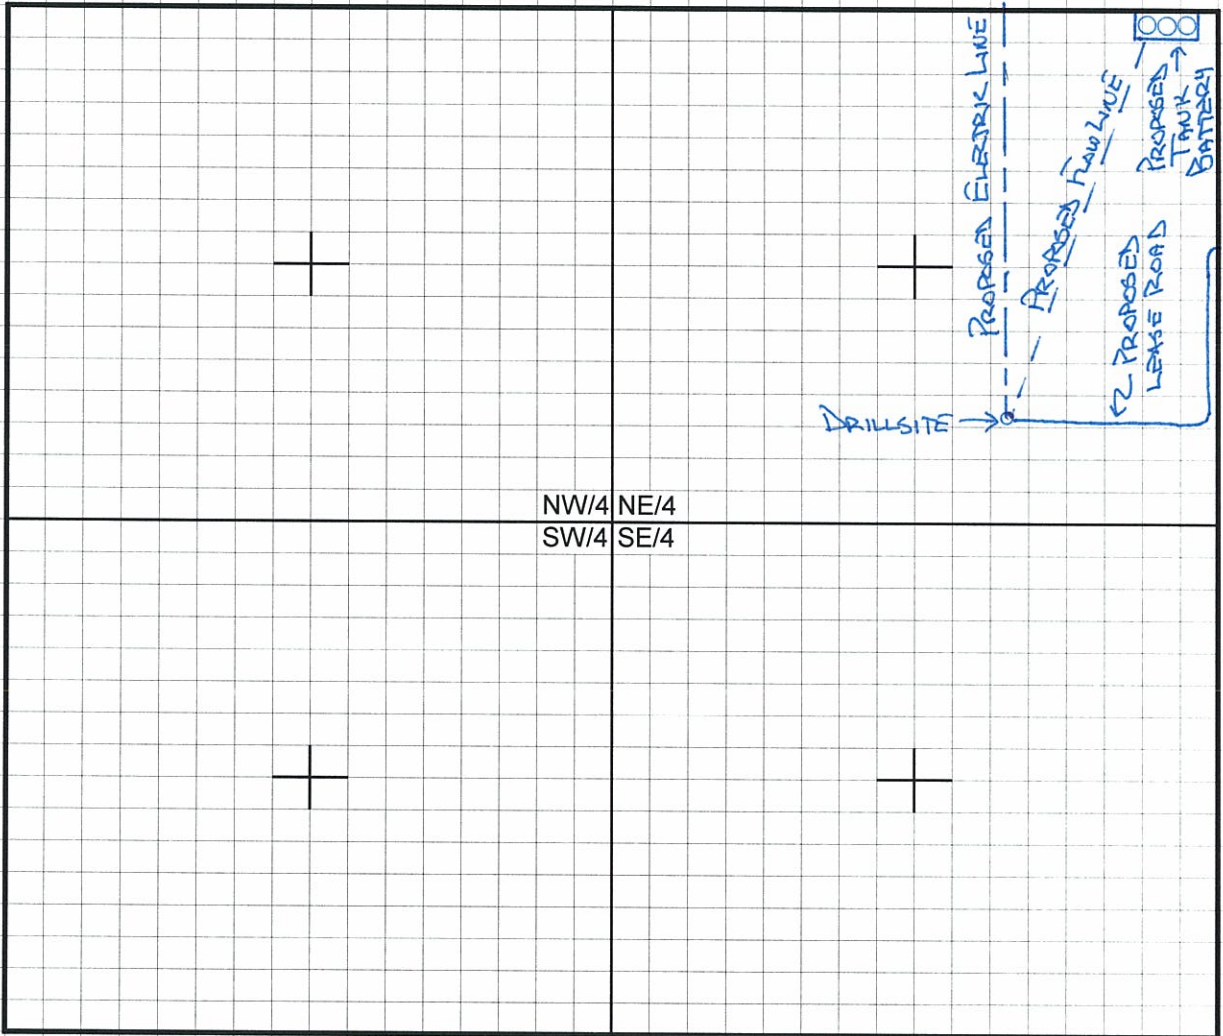 PROPOSED ELECTRIC LINE
PROPOSED FLOW LINE
PROPOSED
TANK
BATTERY
PROPOSED
LEASE ROAD
DRILLSITE
NW/4 NE/4
SW/4 SE/4